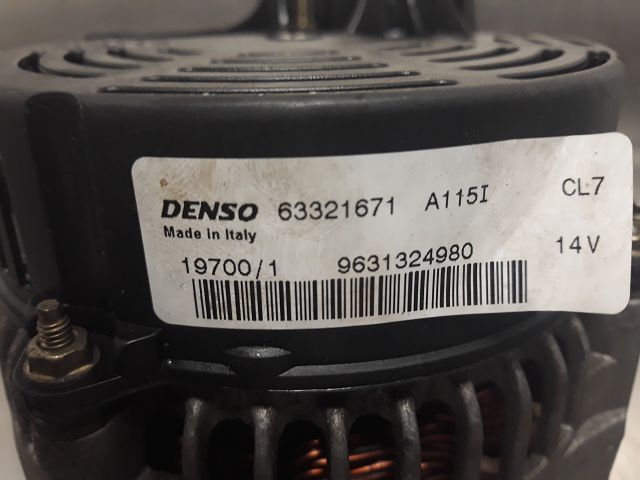 DENSO 63321671 A115I CL7
Made in Italy 14V
19700/1 9631324980